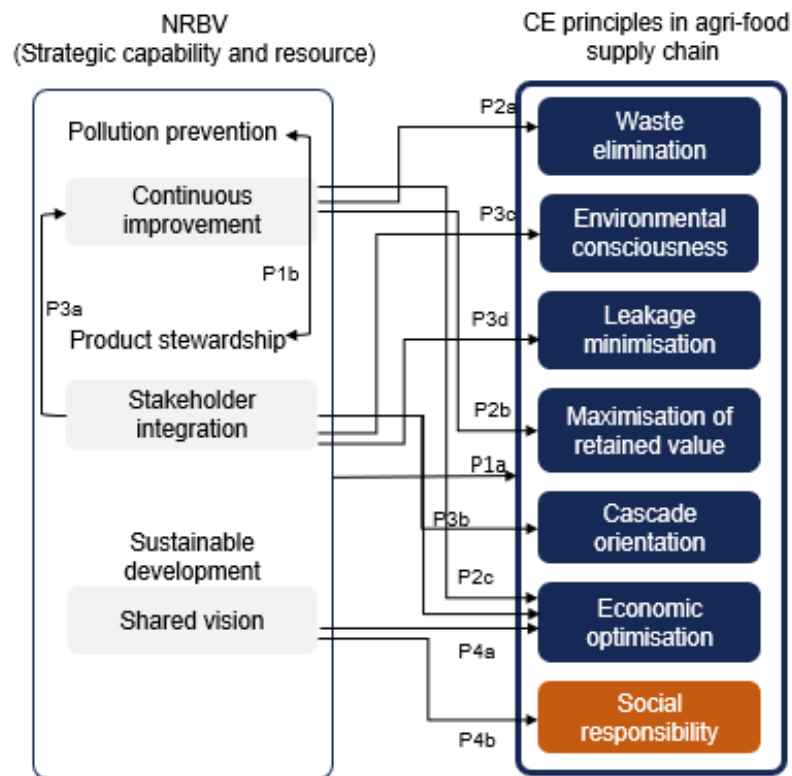 NRBV
(Strategic capability and resource)
CE principles in agri-food
supply chain
Pollution prevention
Continuous
improvement
P1b
P3a
Product stewardship
Stakeholder
integration
Sustainable
development
Shared vision
P2a
P3c
P3d
P2b
P1a
P3b
P2c
P4a
P4b
Waste
elimination
Environmental
consciousness
Leakage
minimisation
Maximisation of
retained value
Cascade
orientation
Economic
optimisation
Social
responsibility